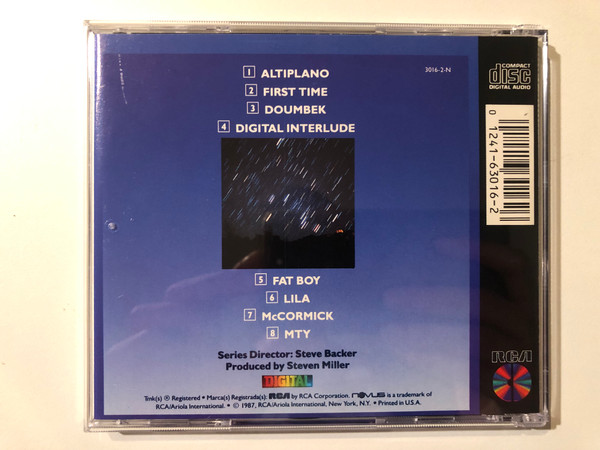 3016-2-N
1 ALTIPLANO
2 FIRST TIME
3 DOUMBEK
4 DIGITAL INTERLUDE
5 FAT BOY
6 LILA
7 McCORMICK
8 MTY
Series Director: Steve Backer
Produced by Steven Miller
DIGITAL
Tmk(s) ® Registered • Marca(s) Registrada(s): RCA by RCA Corporation. NOVUS is a trademark of
RCA/Ariola International. • © 1987, RCA/Ariola International, New York, N.Y. • Printed in U.S.A.
COMPACT
disc
DIGITAL AUDIO
0 1241-63016-2
RCA